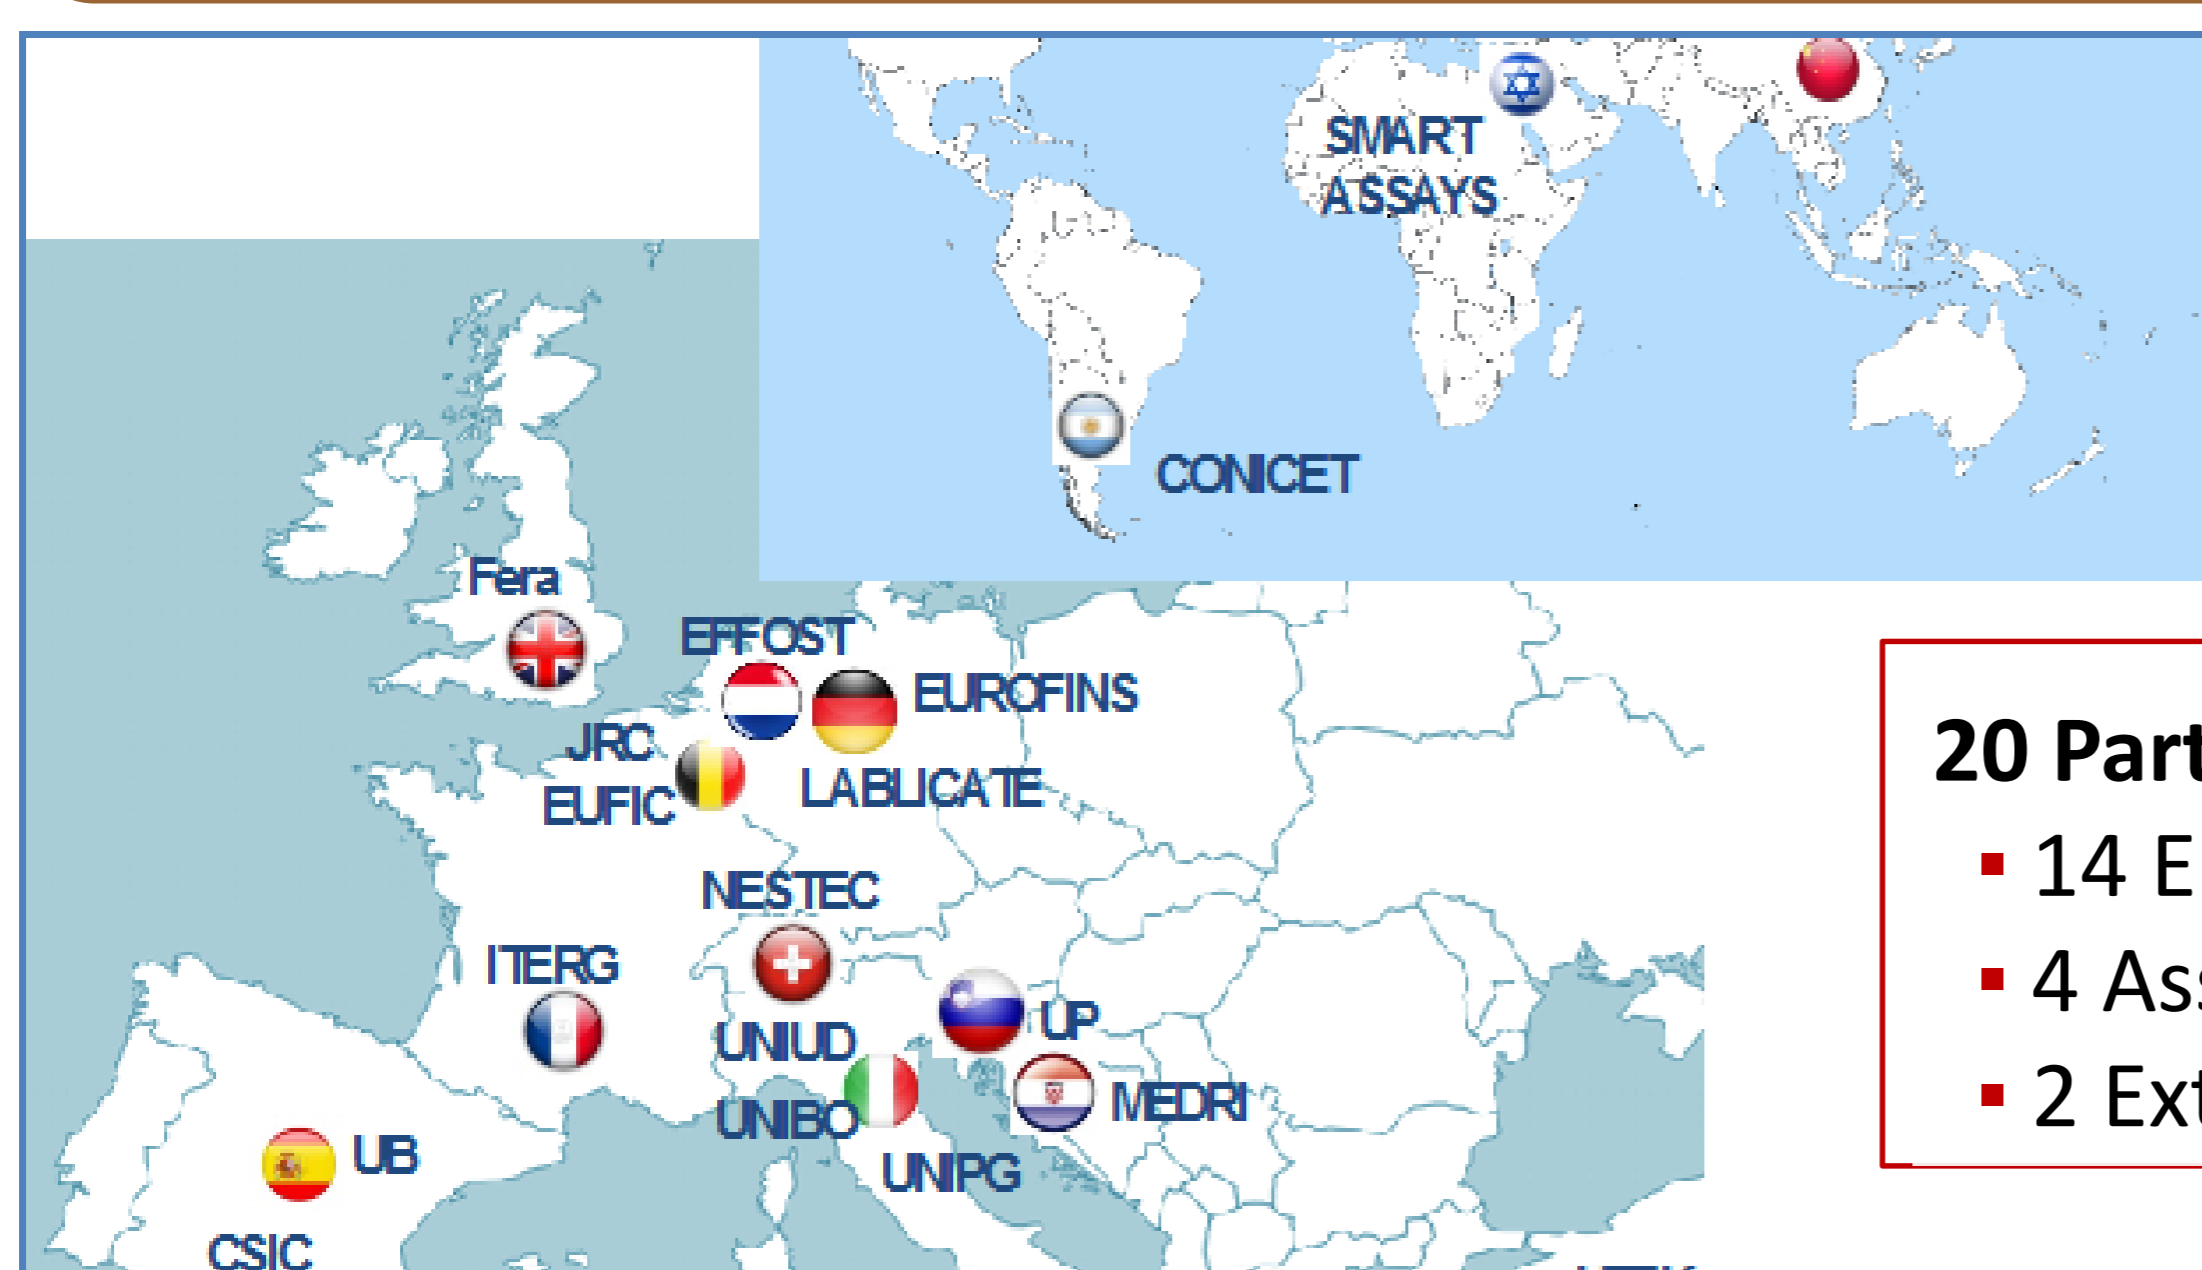 SMART
ASSAYS
CONICET
Fera
EFFOST
EUROFINS
JRC
EUFIC
LABLICATE
NESTEC
ITERG
UNIUD
UP
UNIBO
MEDRI
UB
UNIPG
CSIC
20 Part
▪ 14 E
▪ 4 Ass
▪ 2 Ext